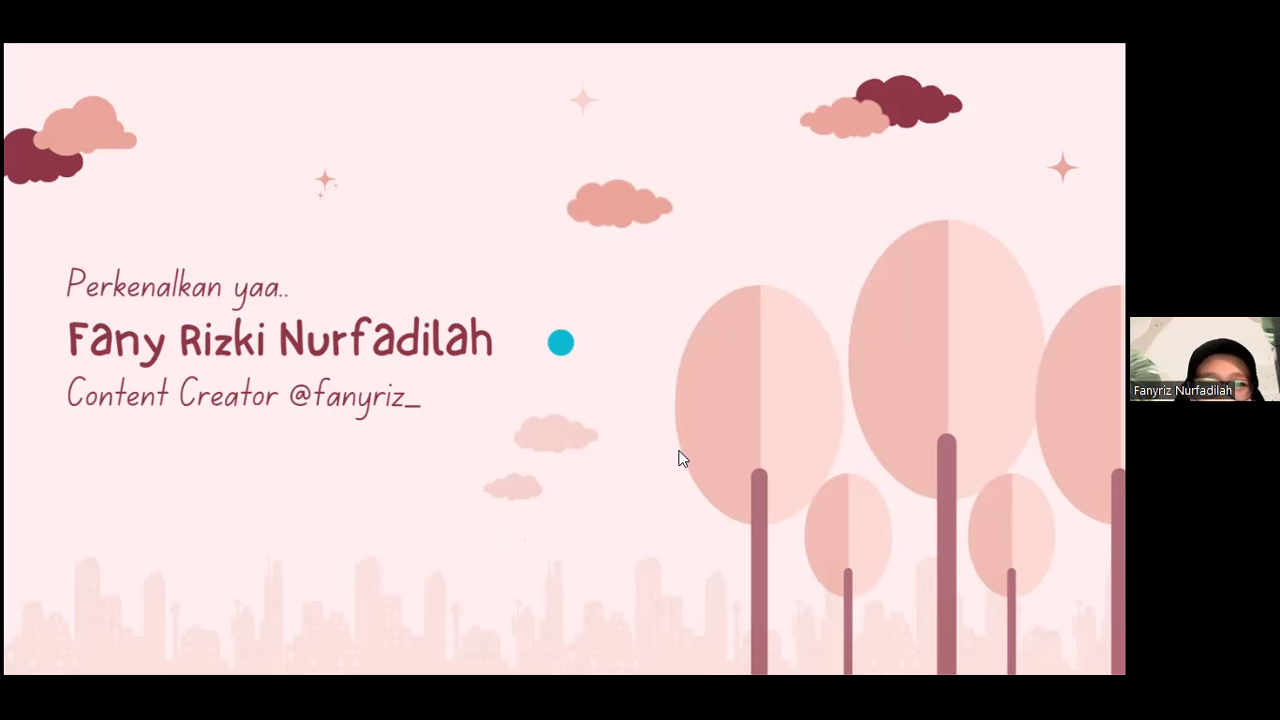 Perkenalkan yaa..
Fany Rizki Nurfadilah
Content Creator @fanyriz_
Fanyriz Nurfadilah